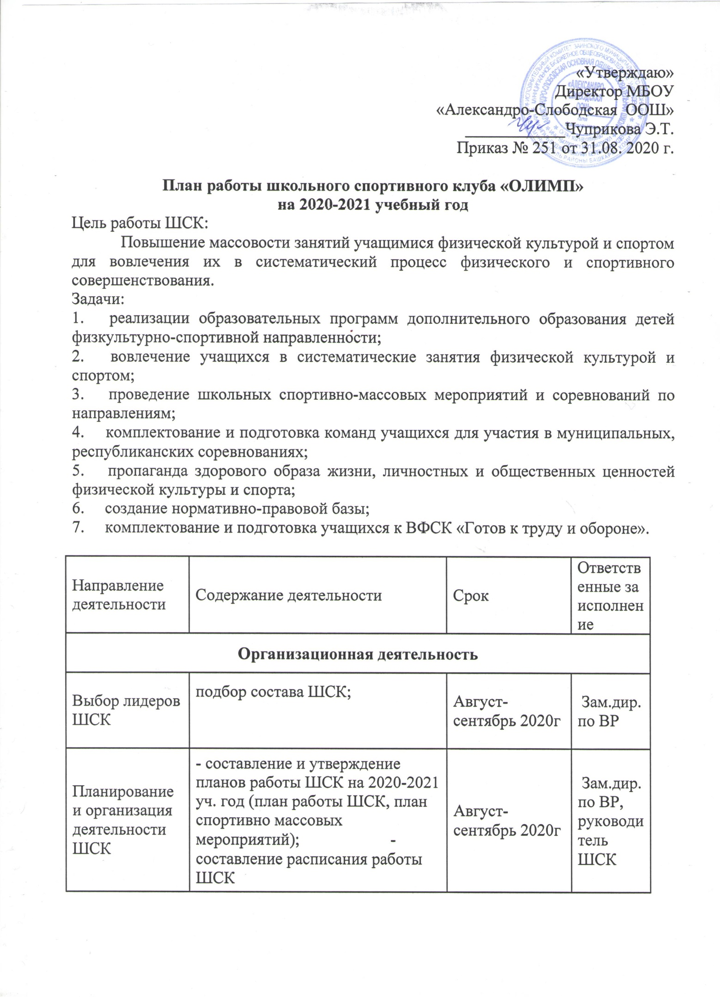 «Утверждаю»
Директор МБОУ
«Александро-Слободская ООШ»
____________Чуприкова Э.Т.
Приказ № 251 от 31.08. 2020 г.
План работы школьного спортивного клуба «ОЛИМП»
на 2020-2021 учебный год
Цель работы ШСК:
Повышение массовости занятий учащимися физической культурой и спортом
для вовлечения их в систематический процесс физического и спортивного
совершенствования.
Задачи:
1. реализации образовательных программ дополнительного образования детей
физкультурно-спортивной направленности;
2. вовлечение учащихся в систематические занятия физической культурой и
спортом;
3. проведение школьных спортивно-массовых мероприятий и соревнований по
направлениям;
4. комплектование и подготовка команд учащихся для участия в муниципальных,
республиканских соревнованиях;
5. пропаганда здорового образа жизни, личностных и общественных ценностей
физической культуры и спорта;
6. создание нормативно-правовой базы;
7. комплектование и подготовка учащихся к ВФСК «Готов к труду и обороне».
Направление
деятельности
Содержание деятельности
Срок
Ответств
енные за
исполнен
ие
Организационная деятельность
Выбор лидеров
ШСК
подбор состава ШСК;
Август-
сентябрь 2020г
Зам.дир.
по ВР
Планирование
и организация
деятельности
ШСК
- составление и утверждение
планов работы ШСК на 2020-2021
уч. год (план работы ШСК, план
спортивно массовых
мероприятий); -
составление расписания работы
ШСК
Август-
сентябрь 2020г
Зам.дир.
по ВР,
руководи
тель
ШСК